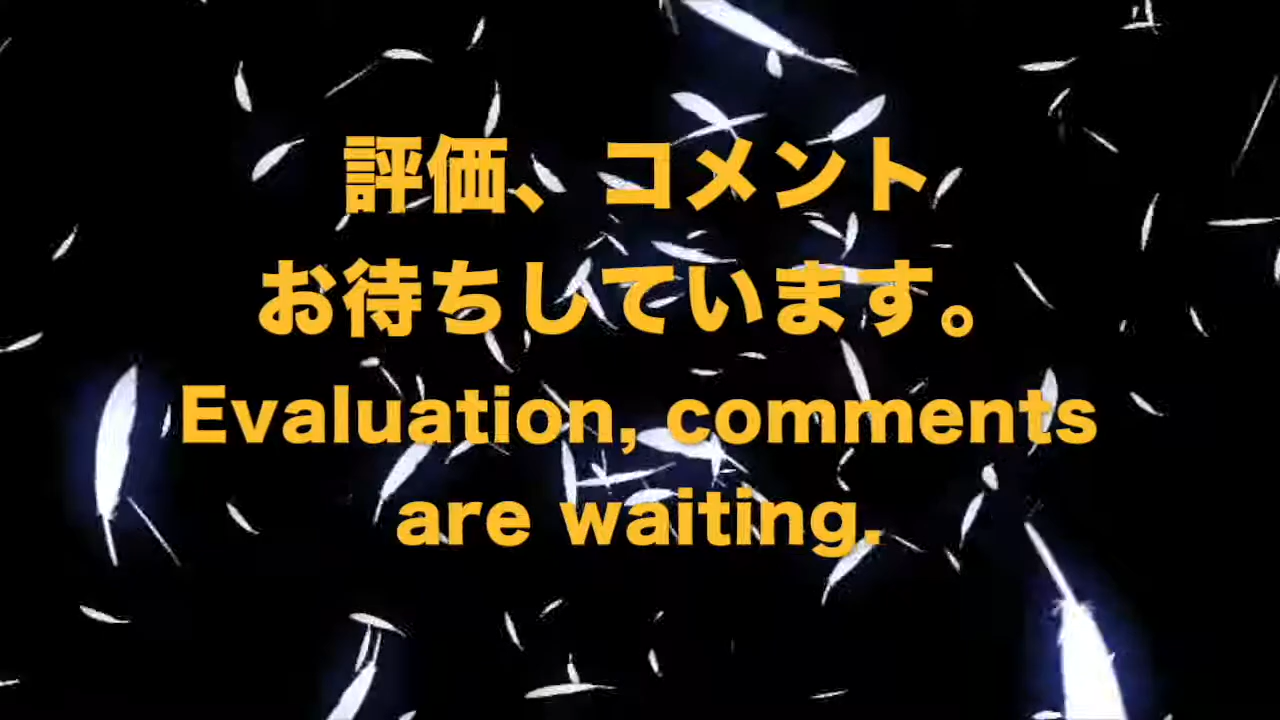 評価、コメント
お待ちしています。
Evaluation, comments
are waiting.